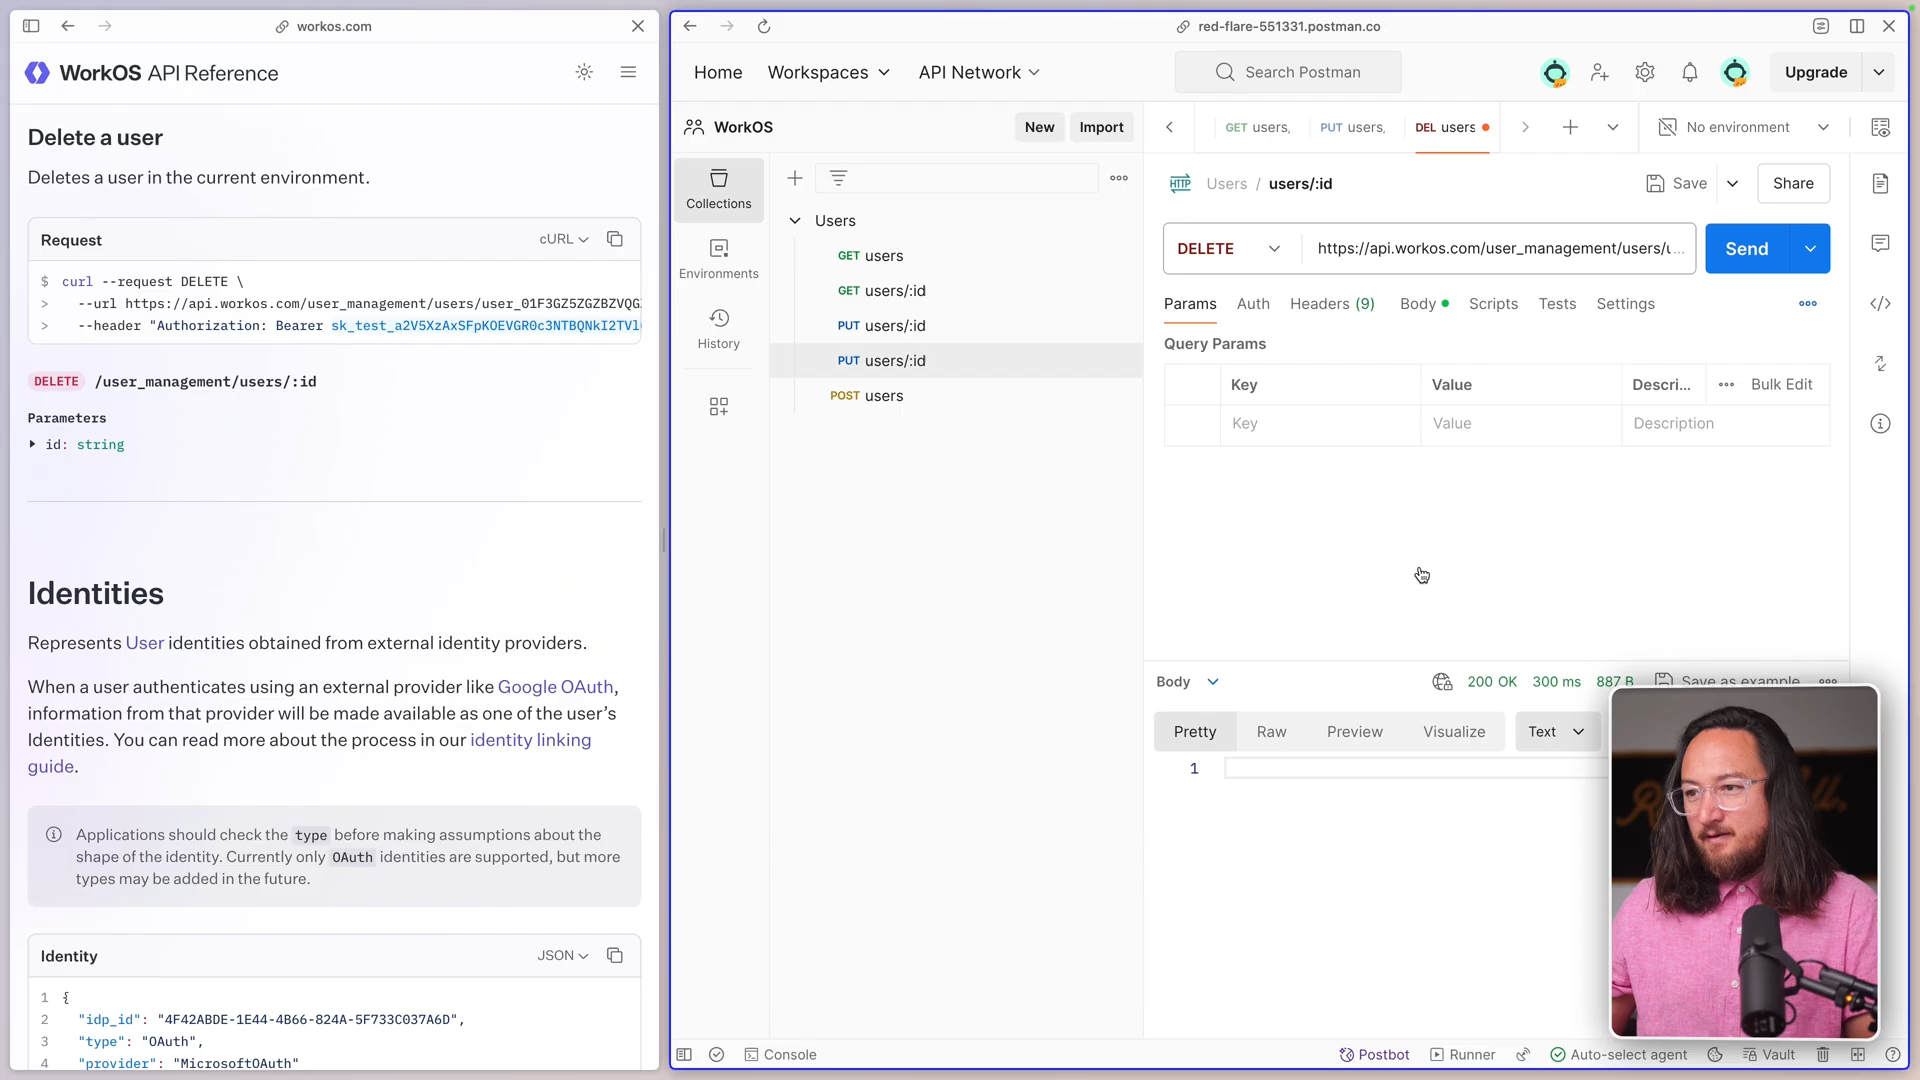 workos.com
WorkOS API Reference
Delete a user
Deletes a user in the current environment.
Request
cURL
$ curl --request DELETE \
> --url https://api.workos.com/user_management/users/user_01F3GZ5ZGZBZVQG
> --header "Authorization: Bearer sk_test_a2V5XzAxSFpKOEVGR0c3NTBQNkI2TVl
DELETE /user_management/users/:id
Parameters
id: string
Identities
Represents User identities obtained from external identity providers.
When a user authenticates using an external provider like Google OAuth,
information from that provider will be made available as one of the user’s
Identities. You can read more about the process in our identity linking
guide.
Applications should check the type before making assumptions about the
shape of the identity. Currently only OAuth identities are supported, but more
types may be added in the future.
Identity
JSON
1 {
2 "idp_id": "4F42ABDE-1E44-4B66-824A-5F733C037A6D",
3 "type": "OAuth",
4 "provider": "MicrosoftOAuth"
red-flare-551331.postman.co
Home Workspaces API Network Search Postman Upgrade
WorkOS New Import
GET users, PUT users, DEL users No environment
Collections
Environments
History
Users
GET users
GET users/:id
PUT users/:id
PUT users/:id
POST users
HTTP Users / users/:id Save Share
DELETE https://api.workos.com/user_management/users/u... Send
Params Auth Headers (9) Body Scripts Tests Settings
Query Params
Key Value Descri... Bulk Edit
Key Value Description
Body 200 OK 300 ms 887 B Save as example
Pretty Raw Preview Visualize Text
1
Console Postbot Runner Auto-select agent Vault